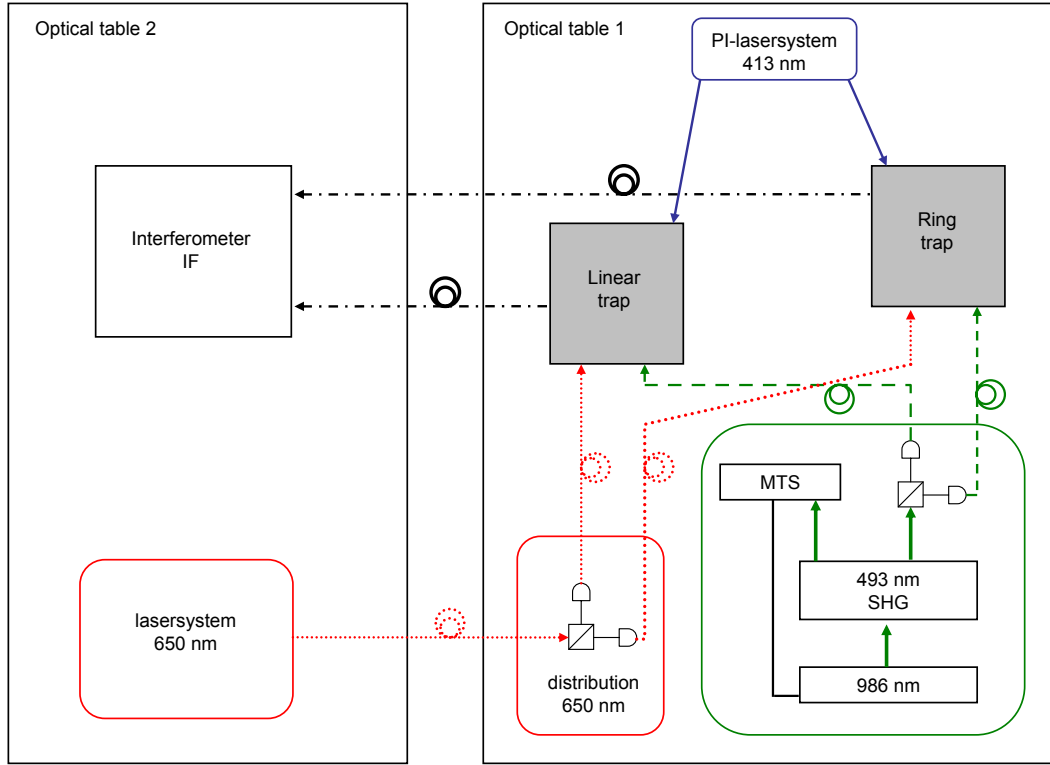 Optical table 2
Optical table 1
PI-lasersystem
413 nm
Interferometer
IF
Ring
trap
Linear
trap
MTS
493 nm
SHG
lasersystem
650 nm
distribution
650 nm
986 nm